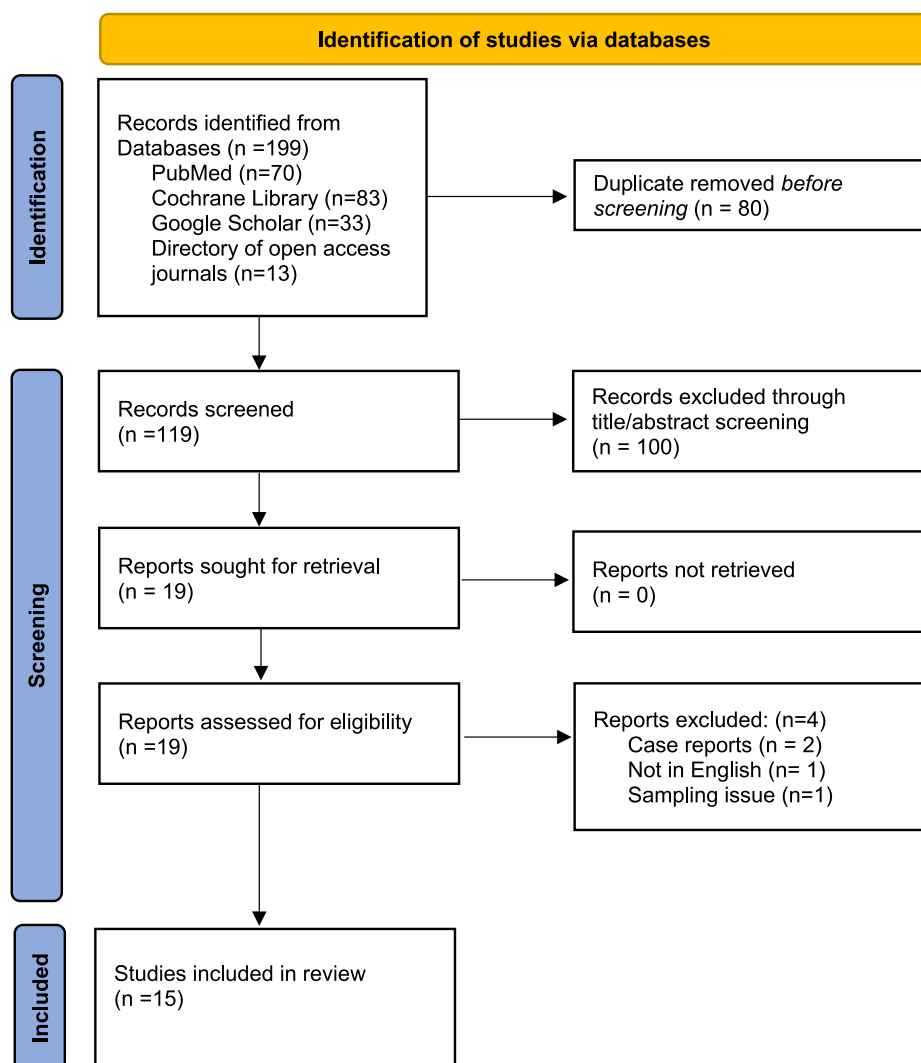 Identification of studies via databases
Identification
Records identified from
Databases (n =199)
PubMed (n=70)
Cochrane Library (n=83)
Google Scholar (n=33)
Directory of open access
journals (n=13)
Duplicate removed before
screening (n = 80)
Screening
Records screened
(n =119)
Records excluded through
title/abstract screening
(n = 100)
Reports sought for retrieval
(n = 19)
Reports not retrieved
(n = 0)
Reports assessed for eligibility
(n =19)
Reports excluded: (n=4)
Case reports (n = 2)
Not in English (n= 1)
Sampling issue (n=1)
Included
Studies included in review
(n =15)